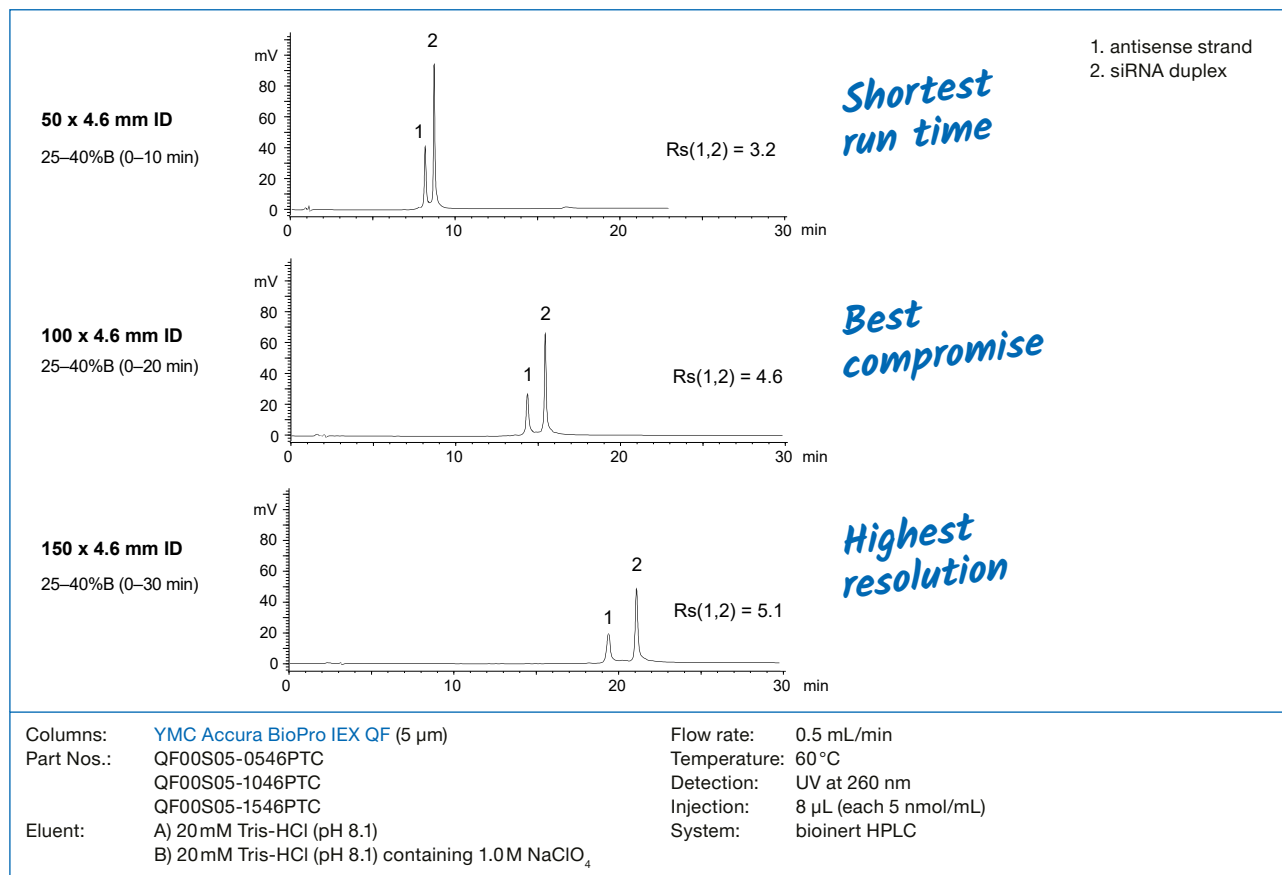 1. antisense strand
2. siRNA duplex
50 x 4.6 mm ID
25–40%B (0–10 min)
mV
80
60
40
20
0
1
2
Rs(1,2) = 3.2
0
10
20
30
min
Shortest
run time
100 x 4.6 mm ID
25–40%B (0–20 min)
mV
80
60
40
20
0
1
2
Rs(1,2) = 4.6
0
10
20
30
min
Best
compromise
150 x 4.6 mm ID
25–40%B (0–30 min)
mV
80
60
40
20
0
1
2
Rs(1,2) = 5.1
0
10
20
30
min
Highest
resolution
Columns: YMC Accura BioPro IEX QF (5 µm)
Part Nos.: QF00S05-0546PTC
QF00S05-1046PTC
QF00S05-1546PTC
Eluent: A) 20 mM Tris-HCl (pH 8.1)
B) 20 mM Tris-HCl (pH 8.1) containing 1.0 M NaClO₄
Flow rate: 0.5 mL/min
Temperature: 60 °C
Detection: UV at 260 nm
Injection: 8 µL (each 5 nmol/mL)
System: bioinert HPLC